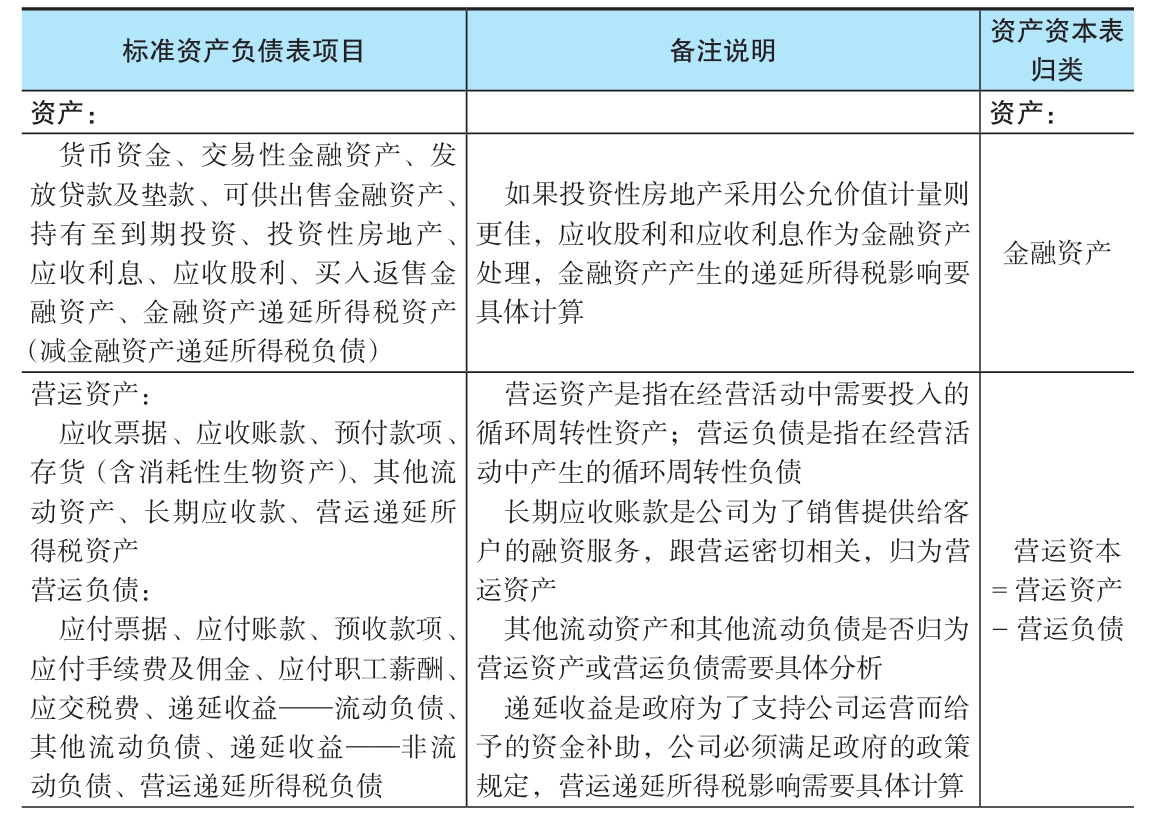 标准资产负债表项目
备注说明
资产资本表
归类
资产：
资产：
货币资金、交易性金融资产、发
放贷款及垫款、可供出售金融资产、
持有至到期投资、投资性房地产、
应收利息、应收股利、买入返售金
融资产、金融资产递延所得税资产
（减金融资产递延所得税负债）
如果投资性房地产采用公允价值计量则
更佳，应收股利和应收利息作为金融资产
处理，金融资产产生的递延所得税影响要
具体计算
金融资产
营运资产：
应收票据、应收账款、预付款项、
存货（含消耗性生物资产）、其他流
动资产、长期应收款、营运递延所
得税资产
营运负债：
应付票据、应付账款、预收款项、
应付手续费及佣金、应付职工薪酬、
应交税费、递延收益——流动负债、
其他流动负债、递延收益——非流
动负债、营运递延所得税负债
营运资产是指在经营活动中需要投入的
循环周转性资产；营运负债是指在经营活
动中产生的循环周转性负债
长期应收账款是公司为了销售提供给客
户的融资服务，跟营运密切相关，归为营
运资产
其他流动资产和其他流动负债是否归为
营运资产或营运负债需要具体分析
递延收益是政府为了支持公司运营而给
予的资金补助，公司必须满足政府的政策
规定，营运递延所得税影响需要具体计算
营运资本
= 营运资产
- 营运负债